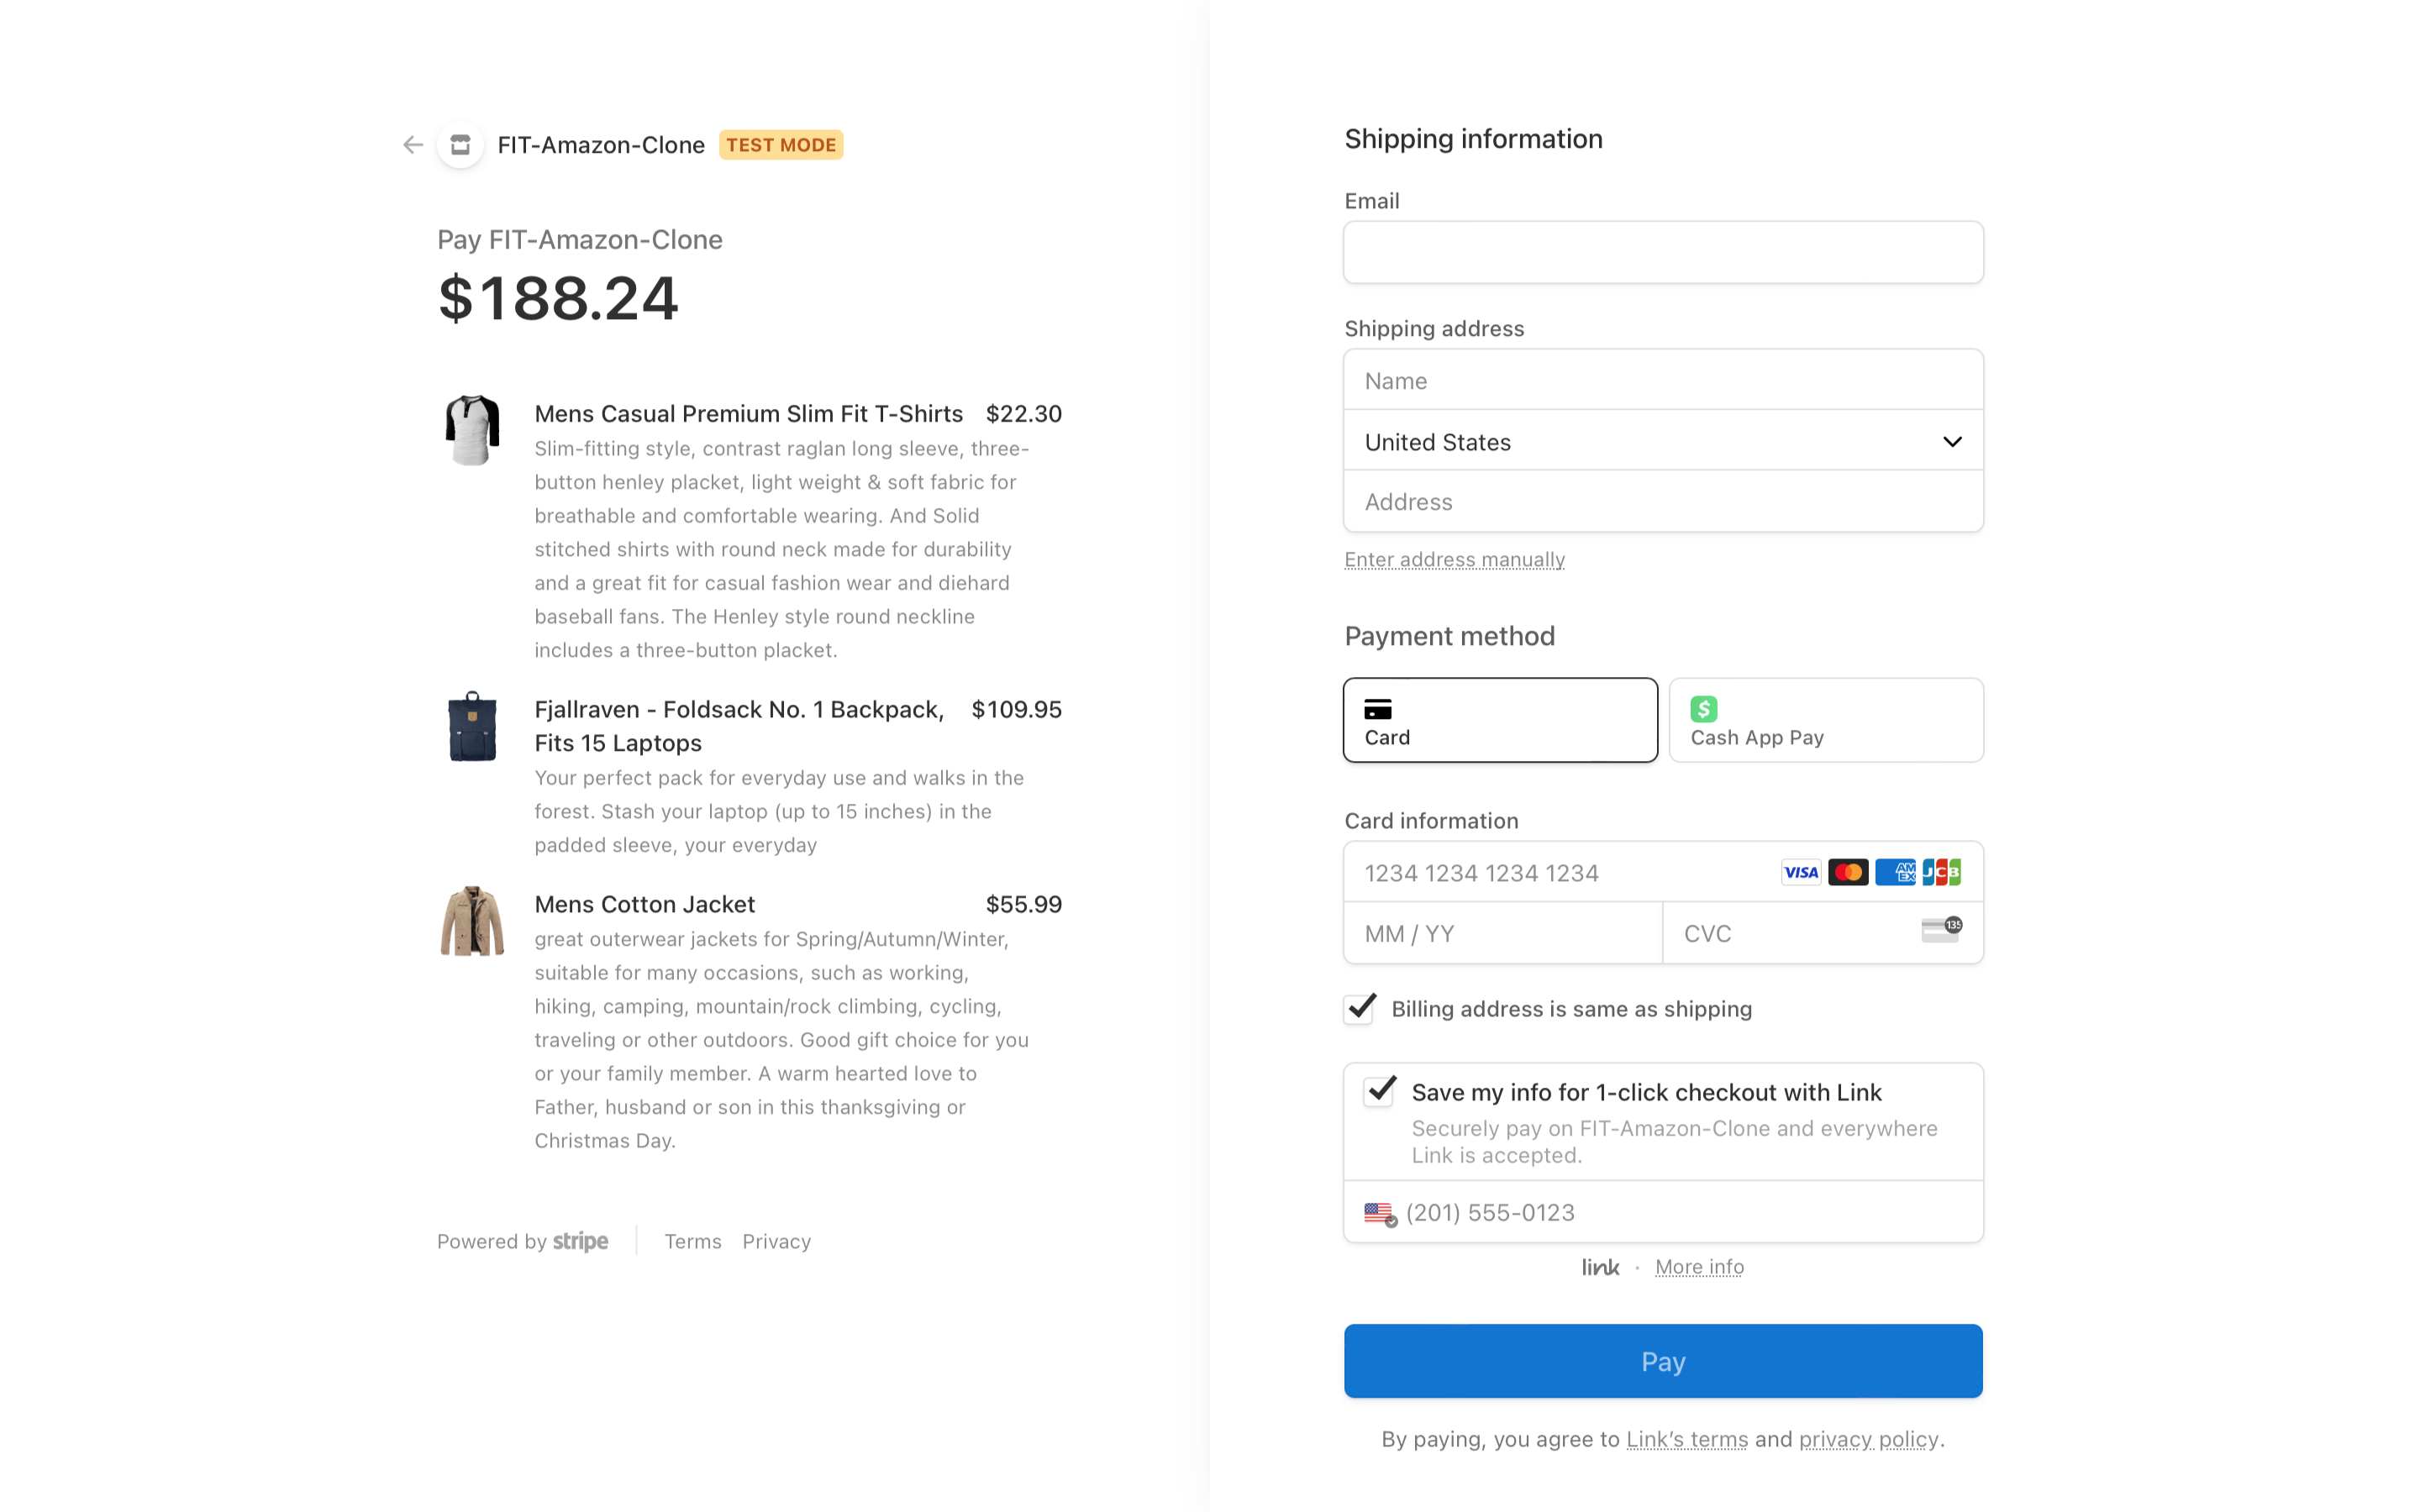 FIT-Amazon-Clone TEST MODE
Pay FIT-Amazon-Clone
$188.24
Mens Casual Premium Slim Fit T-Shirts $22.30
Slim-fitting style, contrast raglan long sleeve, three-
button henley placket, light weight & soft fabric for
breathable and comfortable wearing. And Solid
stitched shirts with round neck made for durability
and a great fit for casual fashion wear and diehard
baseball fans. The Henley style round neckline
includes a three-button placket.
Fjallraven - Foldsack No. 1 Backpack, $109.95
Fits 15 Laptops
Your perfect pack for everyday use and walks in the
forest. Stash your laptop (up to 15 inches) in the
padded sleeve, your everyday
Mens Cotton Jacket $55.99
great outerwear jackets for Spring/Autumn/Winter,
suitable for many occasions, such as working,
hiking, camping, mountain/rock climbing, cycling,
traveling or other outdoors. Good gift choice for you
or your family member. A warm hearted love to
Father, husband or son in this thanksgiving or
Christmas Day.
Powered by stripe Terms Privacy
Shipping information
Email
Shipping address
Name
United States
Address
Enter address manually
Payment method
$
Card Cash App Pay
Card information
1234 1234 1234 1234 VISA AM EX JCB
MM / YY CVC 135
Billing address is same as shipping
Save my info for 1-click checkout with Link
Securely pay on FIT-Amazon-Clone and everywhere
Link is accepted.
(201) 555-0123
link · More info
Pay
By paying, you agree to Link’s terms and privacy policy.